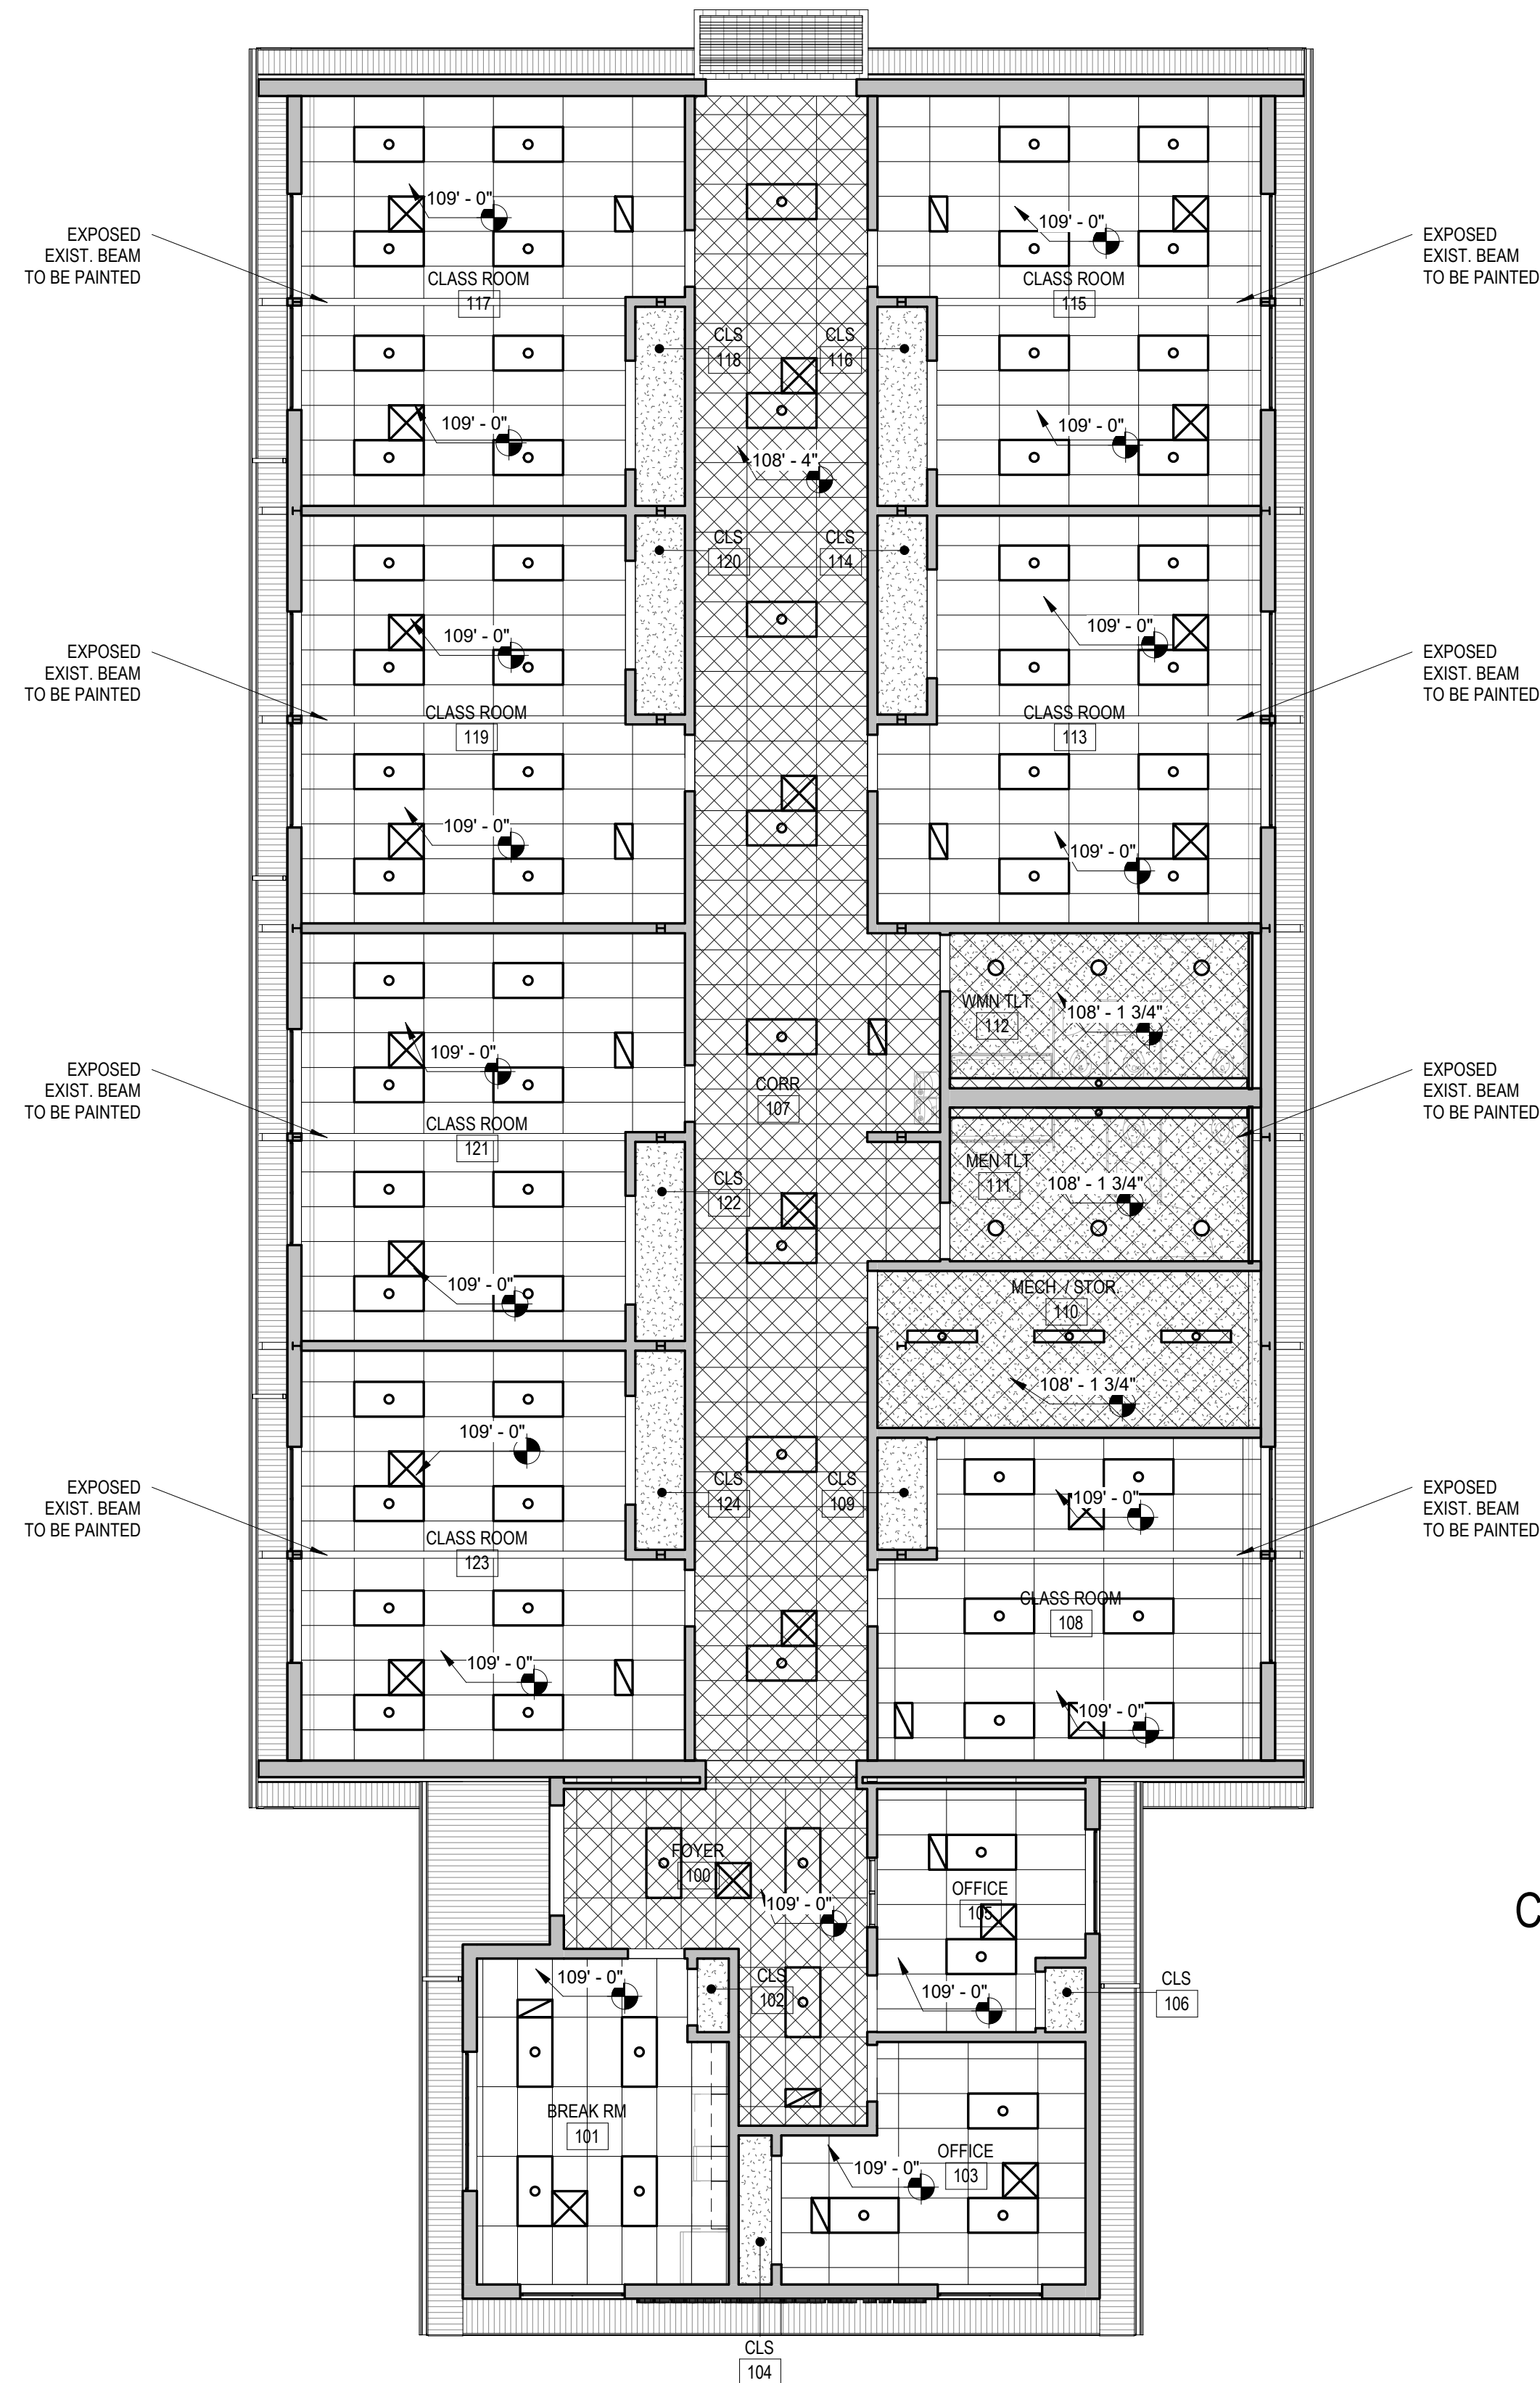 109' - 0"
109' - 0"
EXPOSED
EXIST. BEAM
TO BE PAINTED
EXPOSED
EXIST. BEAM
TO BE PAINTED
CLASS ROOM
117
CLASS ROOM
115
CLS
118
CLS
116
109' - 0"
109' - 0"
108' - 4"
CLS
120
CLS
114
109' - 0"
109' - 0"
EXPOSED
EXIST. BEAM
TO BE PAINTED
EXPOSED
EXIST. BEAM
TO BE PAINTED
CLASS ROOM
119
CLASS ROOM
113
109' - 0"
109' - 0"
WMN TLT.
112
108' - 1 3/4"
109' - 0"
EXPOSED
EXIST. BEAM
TO BE PAINTED
EXPOSED
EXIST. BEAM
TO BE PAINTED
CORR
107
CLASS ROOM
121
MEN TLT
111
108' - 1 3/4"
CLS
122
109' - 0"
MECH. / STOR.
110
108' - 1 3/4"
109' - 0"
CLS
124
CLS
109
109' - 0"
EXPOSED
EXIST. BEAM
TO BE PAINTED
EXPOSED
EXIST. BEAM
TO BE PAINTED
CLASS ROOM
123
CLASS ROOM
108
109' - 0"
109' - 0"
FOYER
100
109' - 0"
OFFICE
105
C
109' - 0"
CLS
102
109' - 0"
CLS
106
BREAK RM
101
109' - 0"
OFFICE
103
CLS
104